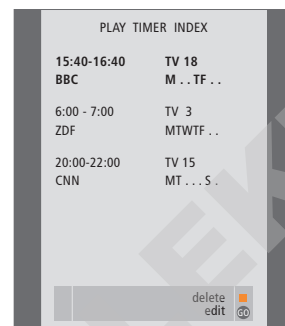 PLAY TIMER INDEX
15:40-16:40 TV 18
BBC M . . TF . .
6:00 - 7:00 TV 3
ZDF MTWTF . .
20:00-22:00 TV 15
CNN MT . . . S .
delete
edit GO